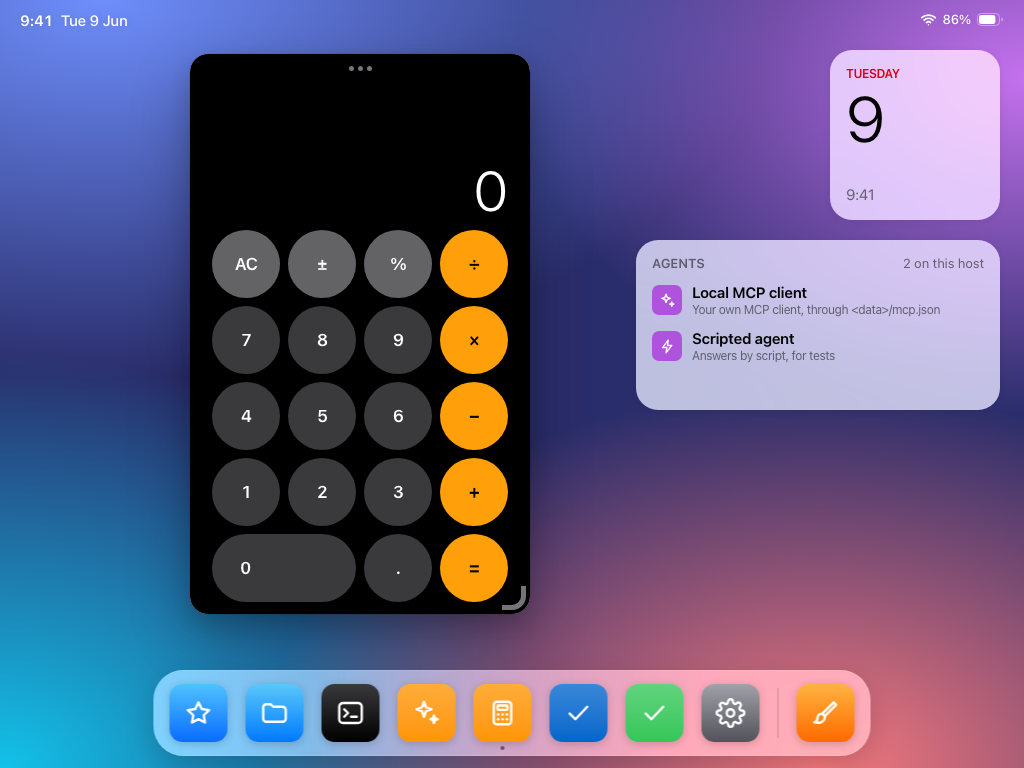 9:41 Tue 9 Jun
86%
0
AC ± % ÷
7 8 9 ×
4 5 6 −
1 2 3 +
0 . =
TUESDAY
9
9:41
AGENTS 2 on this host
Local MCP client
Your own MCP client, through <data>/mcp.json
Scripted agent
Answers by script, for tests